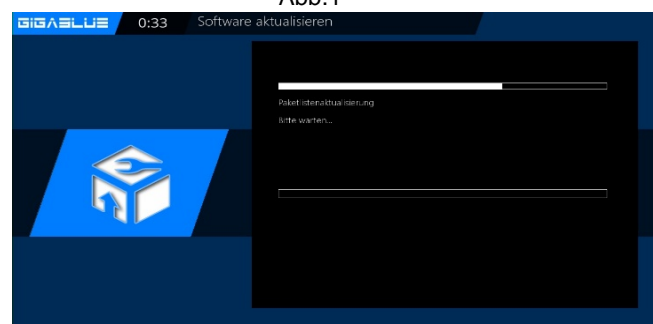 Abb.1
GIGABLUE 0:33 Software aktualisieren
Paketlistenaktualisierung
Bitte warten...